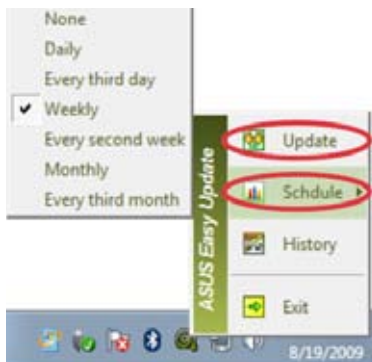 None
Daily
Every third day
Weekly
Every second week
Monthly
Every third month
ASUS Easy Update
Update
Schdule
History
Exit
8/19/2009